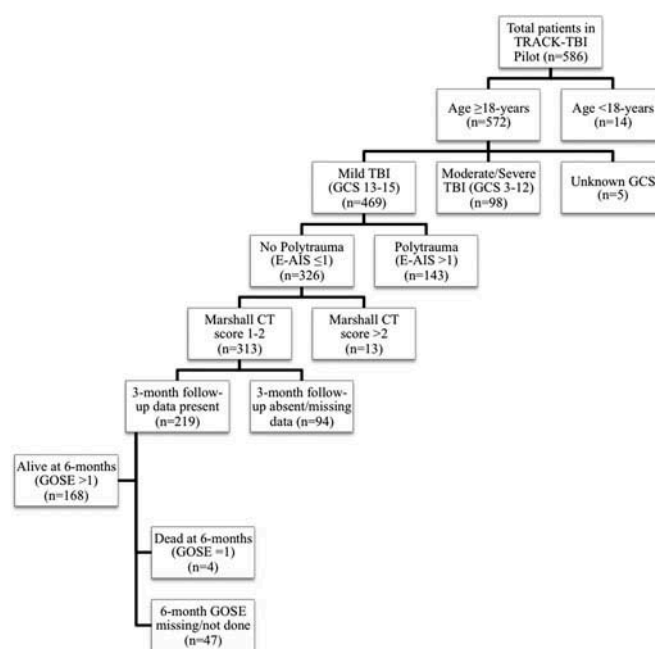 Total patients in
TRACK-TBI
Pilot (n=586)
Age ≥18-years
(n=572)
Age <18-years
(n=14)
Mild TBI
(GCS 13-15)
(n=469)
Moderate/Severe
TBI (GCS 3-12)
(n=98)
Unknown GCS
(n=5)
No Polytrauma
(E-AIS ≤1)
(n=326)
Polytrauma
(E-AIS >1)
(n=143)
Marshall CT
score 1-2
(n=313)
Marshall CT
score >2
(n=13)
3-month follow-
up data present
(n=219)
3-month follow-
up absent/missing
data (n=94)
Alive at 6-months
(GOSE >1)
(n=168)
Dead at 6-months
(GOSE =1)
(n=4)
6-month GOSE
missing/not done
(n=47)